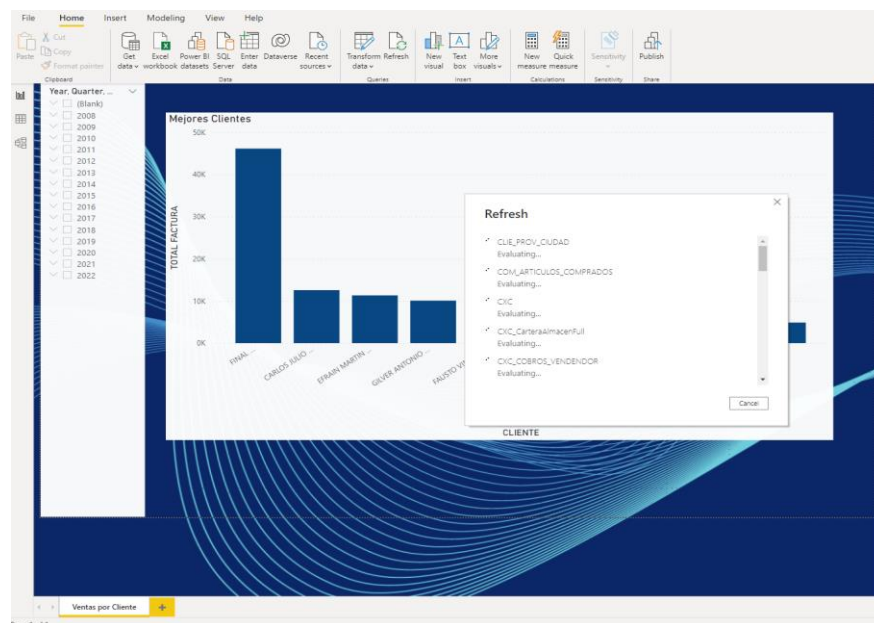 File Home Insert Modeling View Help
Paste
Cut
Copy
Format painter
Get data
Excel workbook
Power BI datasets
SQL Server
Enter data
Dataverse
Recent sources
Transform data
Refresh
New visual
Text box
More visuals
New measure
Quick measure
Sensitivity
Publish
Clipboard Data Queries Insert Calculations Sensitivity Share
Year, Quarter, ...
(Blank)
2008
2009
2010
2011
2012
2013
2014
2015
2016
2017
2018
2019
2020
2021
2022
Mejores Clientes
TOTAL FACTURA
50K
40K
30K
20K
10K
0K
FINAL ...
CARLOS JULIO ...
EFRAIN MARTIN ...
GILVER ANTONIO ...
FAUSTO
CLIENTE
Refresh
CLIE_PROV_CIUDAD
Evaluating...
COM_ARTICULOS_COMPRADOS
Evaluating...
CXC
Evaluating...
CXC_CarteraAlmacenFull
Evaluating...
CXC_COBROS_VENDENDOR
Evaluating...
Cancel
Ventas por Cliente